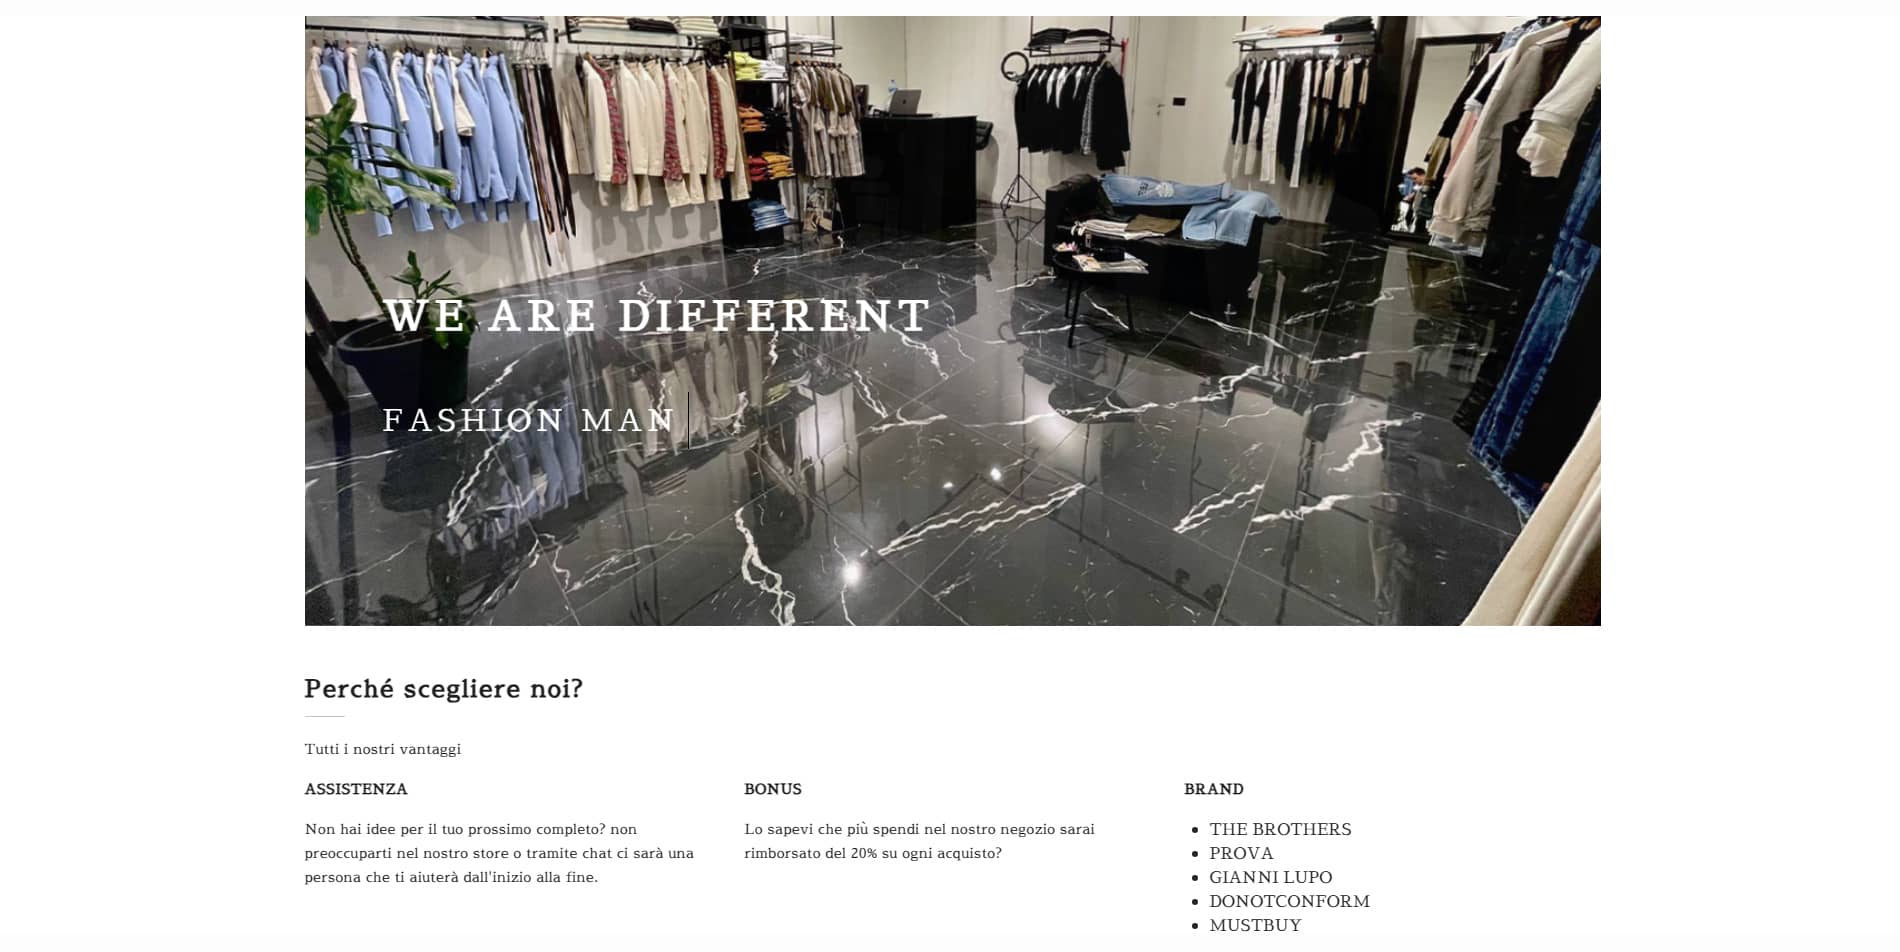 WE ARE DIFFERENT
FASHION MAN
Perché scegliere noi?
Tutti i nostri vantaggi
ASSISTENZA
Non hai idee per il tuo prossimo completo? non
preoccuparti nel nostro store o tramite chat ci sarà una
persona che ti aiuterà dall'inizio alla fine.
BONUS
Lo sapevi che più spendi nel nostro negozio sarai
rimborsato del 20% su ogni acquisto?
BRAND
THE BROTHERS
PROVA
GIANNI LUPO
DONOTCONFORM
MUSTBUY